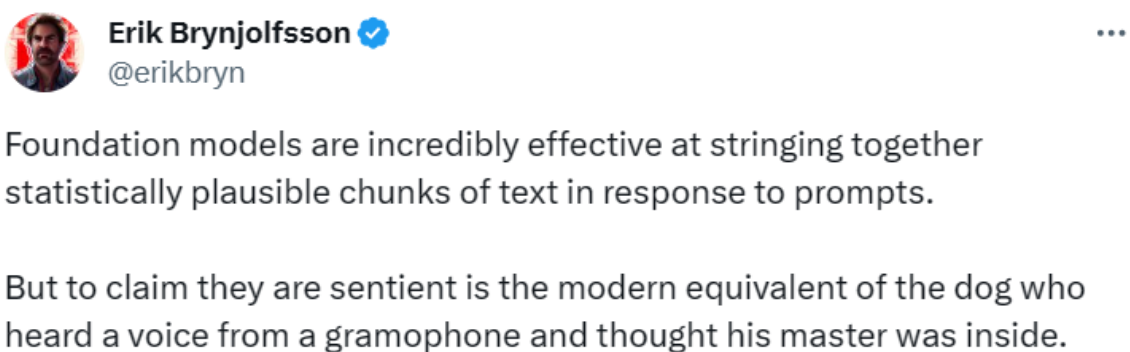 Erik Brynjolfsson
@erikbryn
Foundation models are incredibly effective at stringing together
statistically plausible chunks of text in response to prompts.
But to claim they are sentient is the modern equivalent of the dog who
heard a voice from a gramophone and thought his master was inside.